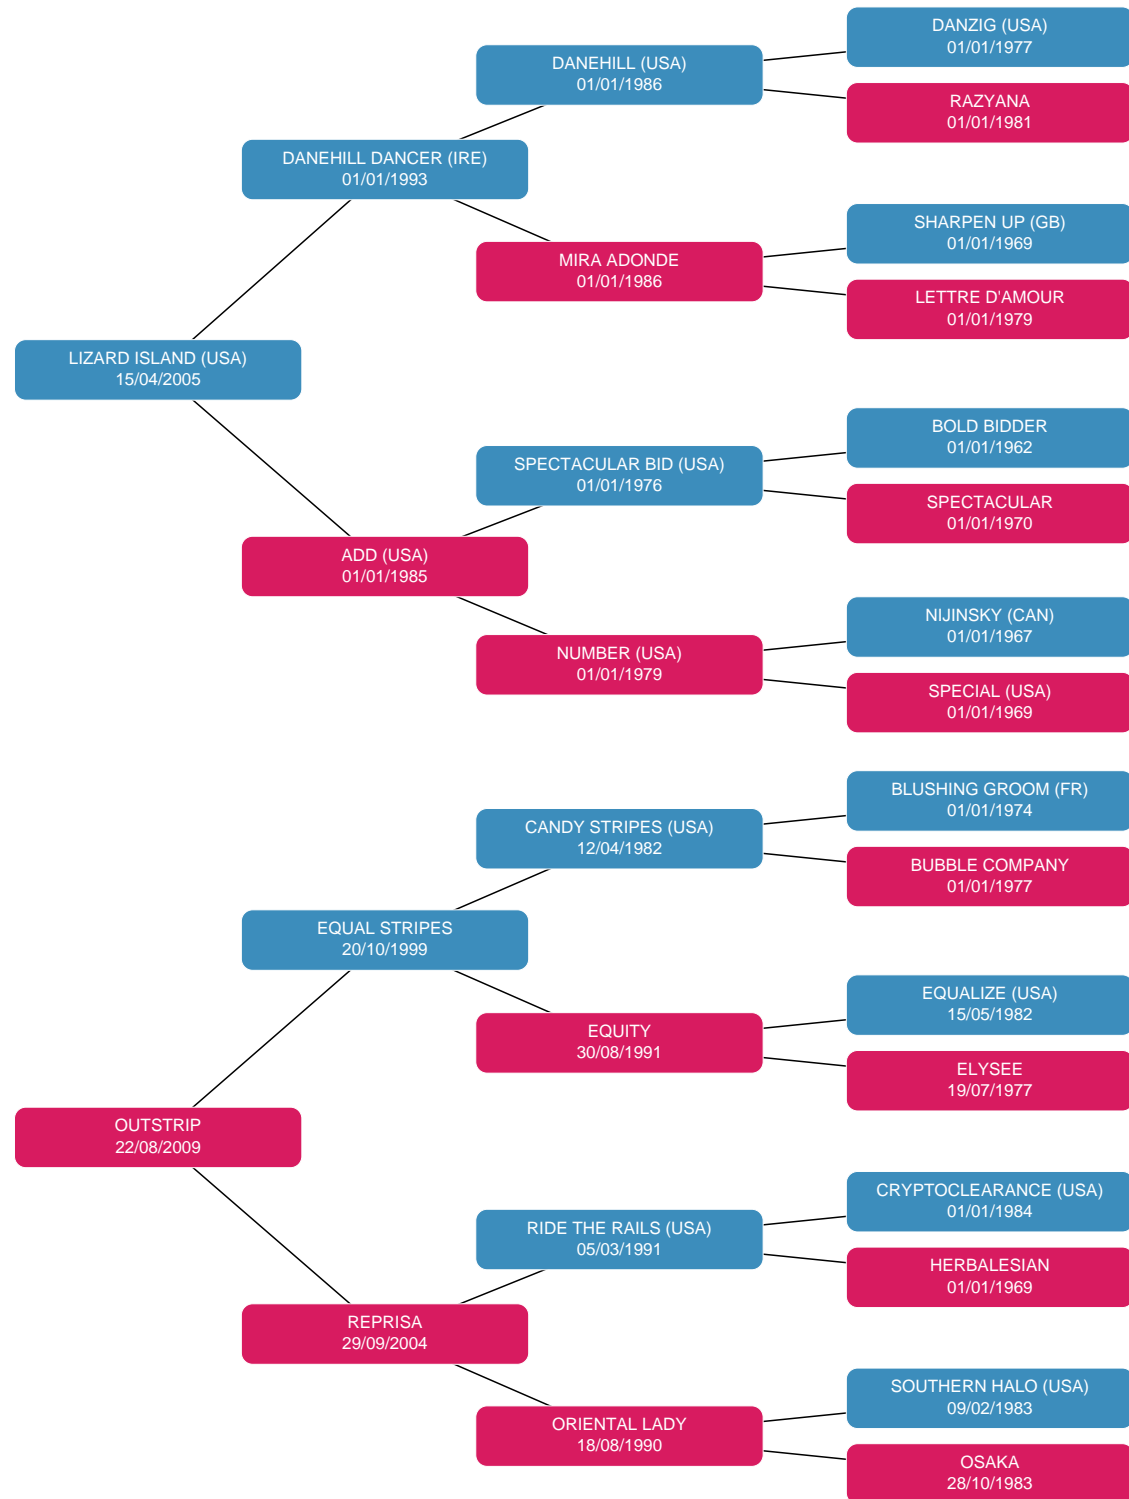 DANZIG (USA)
01/01/1977
DANEHILL (USA)
01/01/1986
RAZYANA
01/01/1981
DANEHILL DANCER (IRE)
01/01/1993
SHARPEN UP (GB)
01/01/1969
MIRA ADONDE
01/01/1986
LETTRE D'AMOUR
01/01/1979
LIZARD ISLAND (USA)
15/04/2005
BOLD BIDDER
01/01/1962
SPECTACULAR BID (USA)
01/01/1976
SPECTACULAR
01/01/1970
ADD (USA)
01/01/1985
NIJINSKY (CAN)
01/01/1967
NUMBER (USA)
01/01/1979
SPECIAL (USA)
01/01/1969
BLUSHING GROOM (FR)
01/01/1974
CANDY STRIPES (USA)
12/04/1982
BUBBLE COMPANY
01/01/1977
EQUAL STRIPES
20/10/1999
EQUALIZE (USA)
15/05/1982
EQUITY
30/08/1991
ELYSEE
19/07/1977
OUTSTRIP
22/08/2009
CRYPTOCLEARANCE (USA)
01/01/1984
RIDE THE RAILS (USA)
05/03/1991
HERBALESIAN
01/01/1969
REPRISA
29/09/2004
SOUTHERN HALO (USA)
09/02/1983
ORIENTAL LADY
18/08/1990
OSAKA
28/10/1983